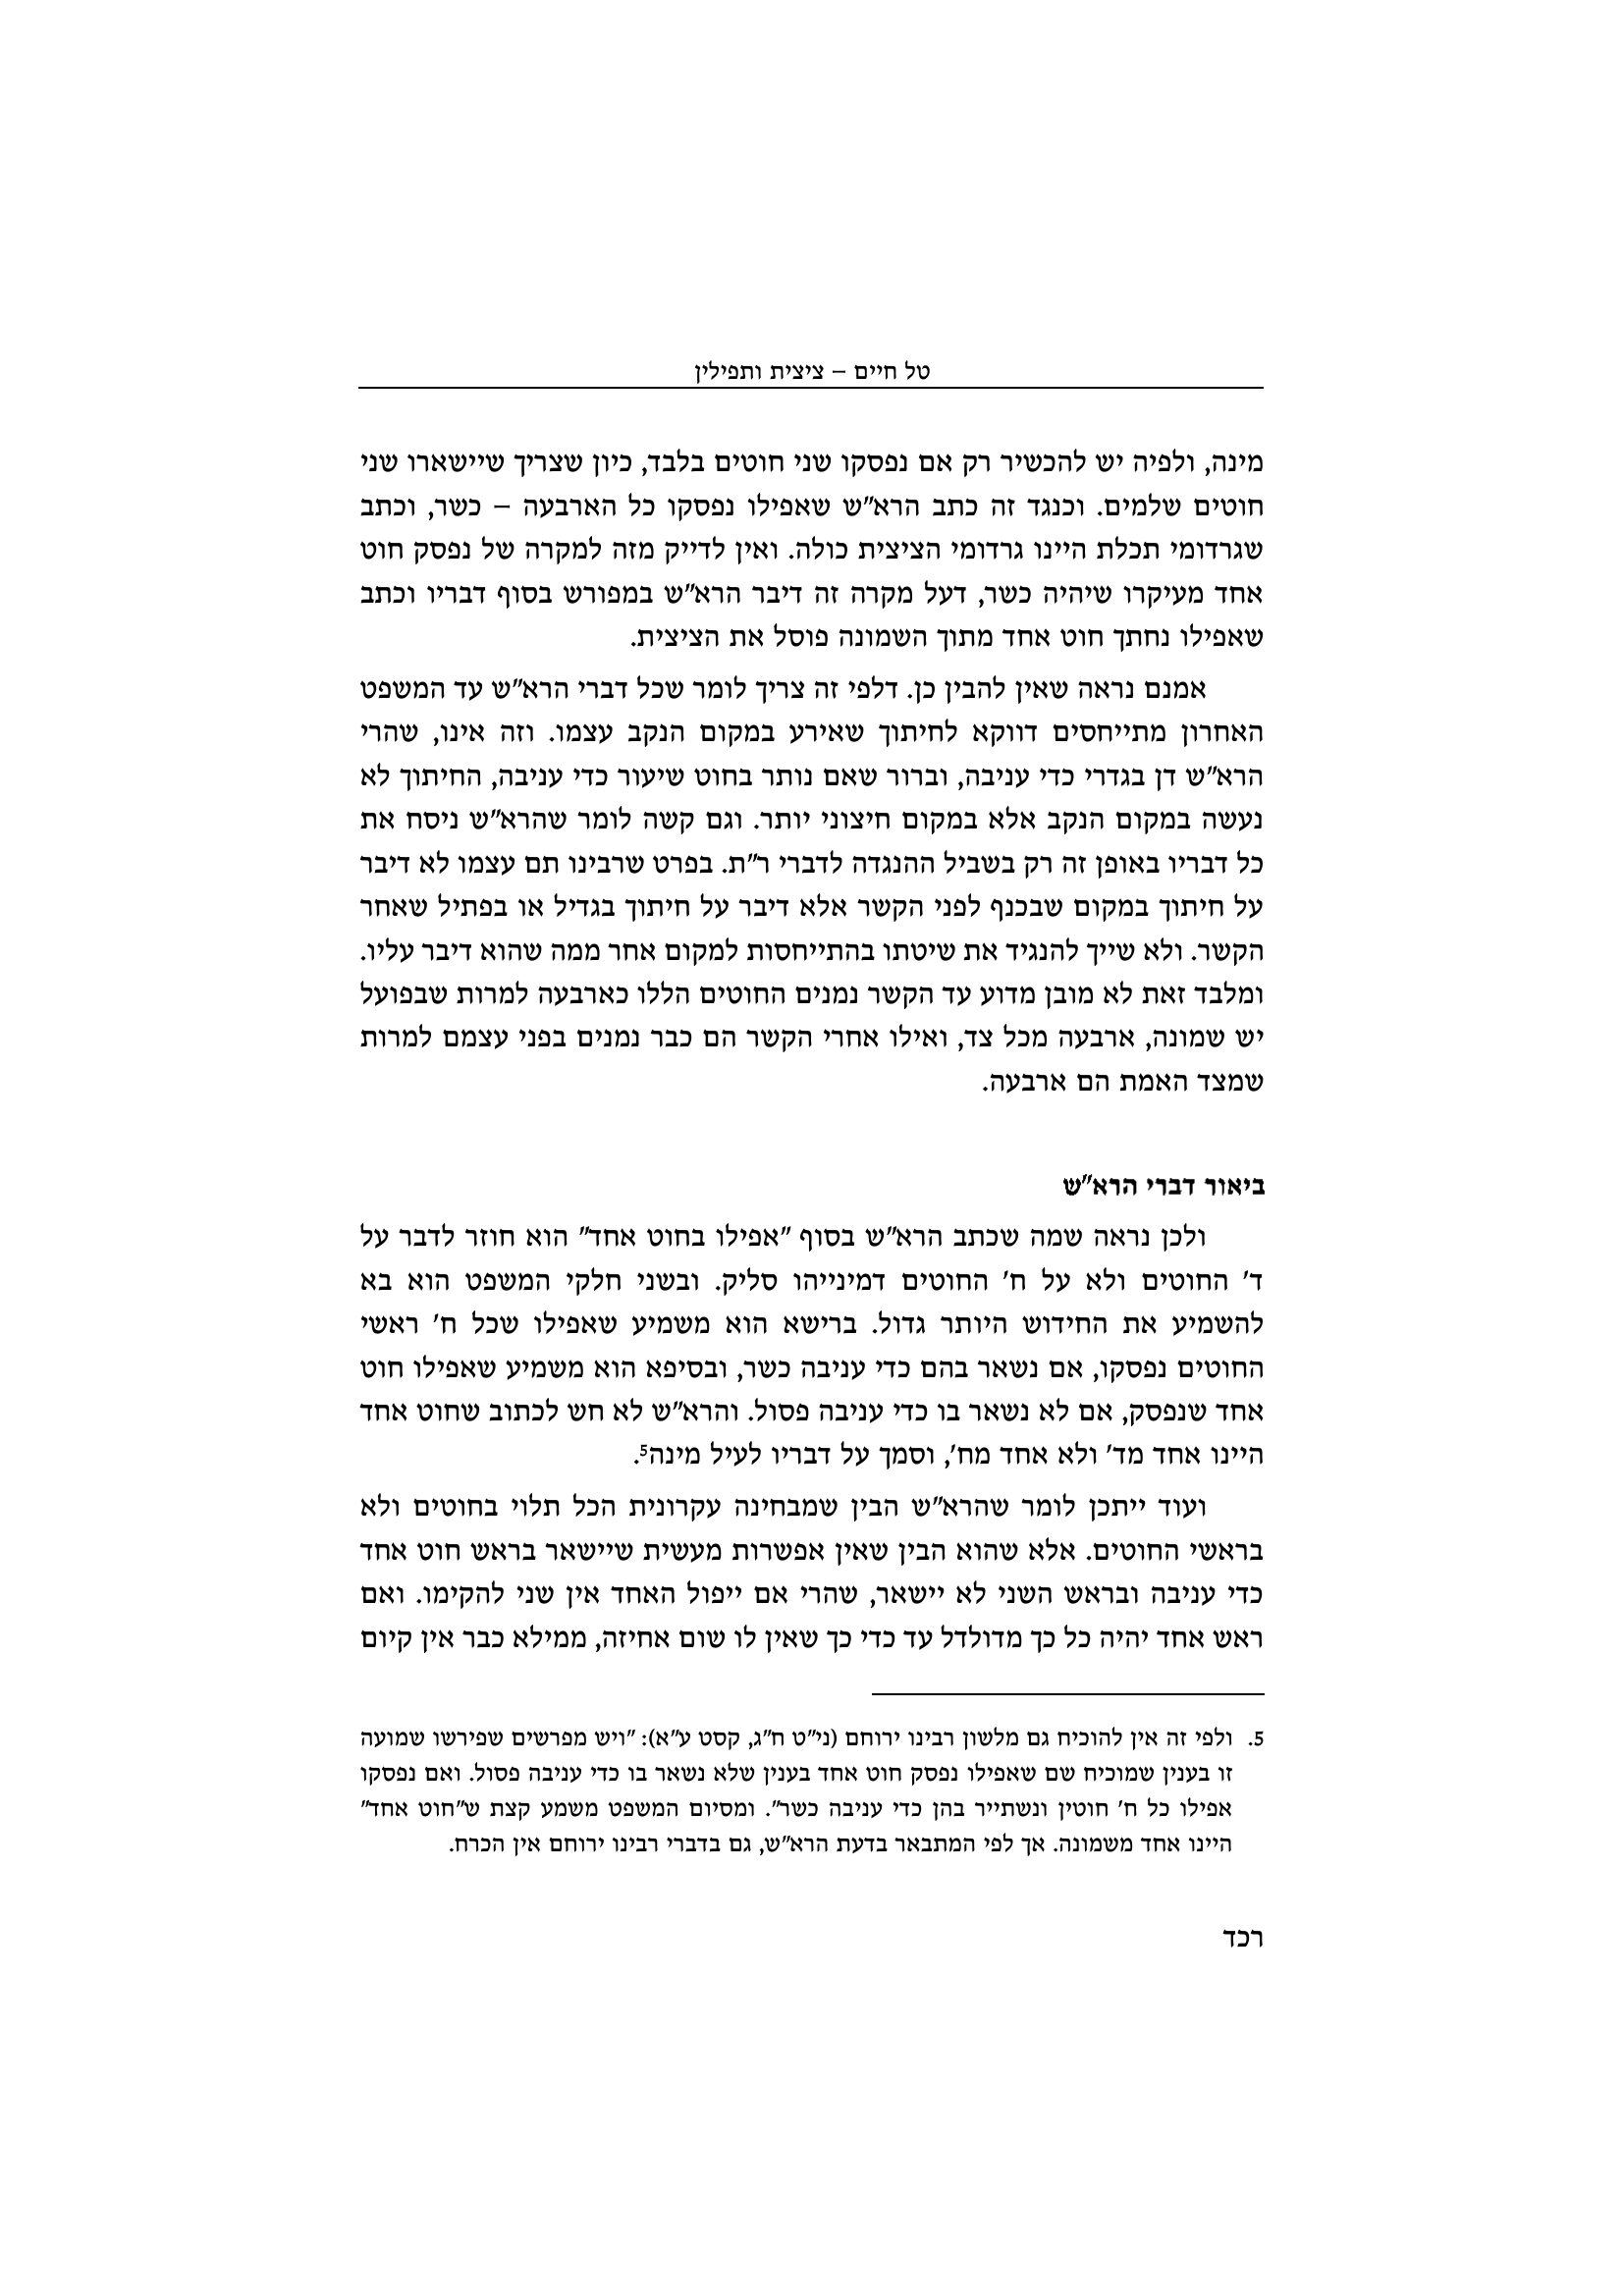 טל חיים – ציצית ותפילין
מינה, ולפיה יש להכשיר רק אם נפסקו שני חוטים בלבד, כיון שצריך שיישארו שני
חוטים שלמים. וכנגד זה כתב הרא"ש שאפילו נפסקו כל הארבעה – כשר, וכתב
שגרדומי תכלת היינו גרדומי הציצית כולה. ואין לדייק מזה למקרה של נפסק חוט
אחד מעיקרו שיהיה כשר, דעל מקרה זה דיבר הרא"ש במפורש בסוף דבריו וכתב
שאפילו נחתך חוט אחד מתוך השמונה פוסל את הציצית.
אמנם נראה שאין להבין כן. דלפי זה צריך לומר שכל דברי הרא"ש עד המשפט
האחרון מתייחסים דווקא לחיתוך שאירע במקום הנקב עצמו. וזה אינו, שהרי
הרא"ש דן בגדרי כדי עניבה, וברור שאם נותר בחוט שיעור כדי עניבה, החיתוך לא
נעשה במקום הנקב אלא במקום חיצוני יותר. וגם קשה לומר שהרא"ש ניסח את
כל דבריו באופן זה רק בשביל ההנגדה לדברי ר"ת. בפרט שרבינו תם עצמו לא דיבר
על חיתוך במקום שבכנף לפני הקשר אלא דיבר על חיתוך בגדיל או בפתיל שאחר
הקשר. ולא שייך להנגיד את שיטתו בהתייחסות למקום אחר ממה שהוא דיבר עליו.
ומלבד זאת לא מובן מדוע עד הקשר נמנים החוטים הללו כארבעה למרות שבפועל
יש שמונה, ארבעה מכל צד, ואילו אחרי הקשר הם כבר נמנים בפני עצמם למרות
שמצד האמת הם ארבעה.
ביאור דברי הרא"ש
ולכן נראה שמה שכתב הרא"ש בסוף "אפילו בחוט אחד" הוא חוזר לדבר על
ד' החוטים ולא על ח' החוטים דמינייהו סליק. ובשני חלקי המשפט הוא בא
להשמיע את החידוש היותר גדול. ברישא הוא משמיע שאפילו שכל ח' ראשי
החוטים נפסקו, אם נשאר בהם כדי עניבה כשר, ובסיפא הוא משמיע שאפילו חוט
אחד שנפסק, אם לא נשאר בו כדי עניבה פסול. והרא"ש לא חש לכתוב שחוט אחד
היינו אחד מד' ולא אחד מח', וסמך על דבריו לעיל מינה5.
ועוד ייתכן לומר שהרא"ש הבין שמבחינה עקרונית הכל תלוי בחוטים ולא
בראשי החוטים. אלא שהוא הבין שאין אפשרות מעשית שיישאר בראש חוט אחד
כדי עניבה ובראש השני לא יישאר, שהרי אם ייפול האחד אין שני להקימו. ואם
ראש אחד יהיה כל כך מדולדל עד כדי כך שאין לו שום אחיזה, ממילא כבר אין קיום
5. ולפי זה אין להוכיח גם מלשון רבינו ירוחם (ני"ט ח"ג, קסט ע"א): "ויש מפרשים שפירשו שמועה
זו בענין שמוכיח שם שאפילו נפסק חוט אחד בענין שלא נשאר בו כדי עניבה פסול. ואם נפסקו
אפילו כל ח' חוטין ונשתייר בהן כדי עניבה כשר". ומסיום המשפט משמע קצת ש"חוט אחד"
היינו אחד משמונה. אך לפי המתבאר בדעת הרא"ש, גם בדברי רבינו ירוחם אין הכרח.
רכד